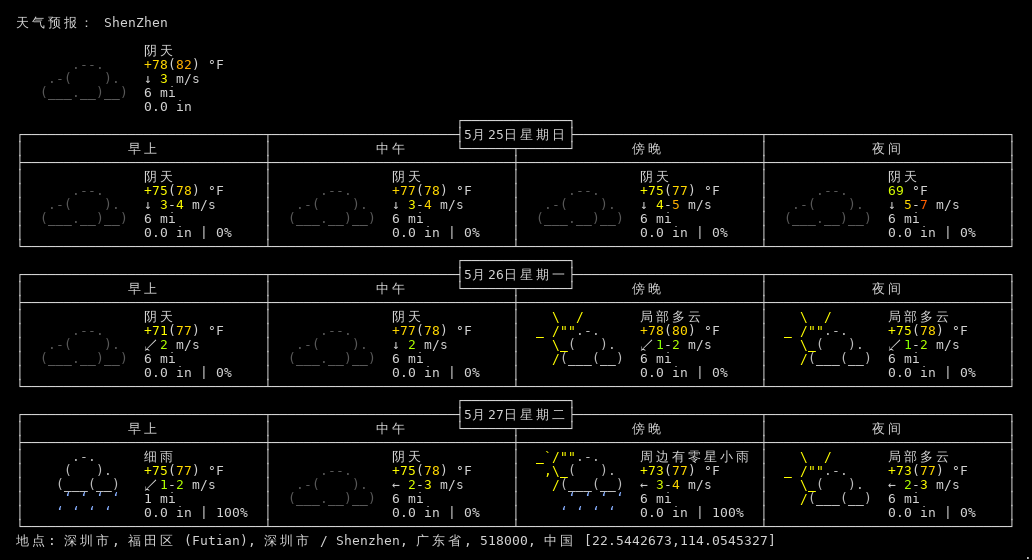 天气预报： ShenZhen
阴天
+78(82) °F
↓ 3 m/s
6 mi
0.0 in
5月25日星期日
早上 中午 傍晚 夜间
阴天 阴天 阴天 阴天
+75(78) °F +77(78) °F +75(77) °F 69 °F
↓ 3-4 m/s ↓ 3-4 m/s ↓ 4-5 m/s ↓ 5-7 m/s
6 mi 6 mi 6 mi 6 mi
0.0 in | 0% 0.0 in | 0% 0.0 in | 0% 0.0 in | 0%
5月26日星期一
早上 中午 傍晚 夜间
阴天 阴天 局部多云 局部多云
+71(77) °F +77(78) °F +78(80) °F +75(78) °F
↙ 2 m/s ↓ 2 m/s ↙ 1-2 m/s ↙ 1-2 m/s
6 mi 6 mi 6 mi 6 mi
0.0 in | 0% 0.0 in | 0% 0.0 in | 0% 0.0 in | 0%
5月27日星期二
早上 中午 傍晚 夜间
细雨 阴天 周边有零星小雨 局部多云
+75(77) °F +75(78) °F +73(77) °F +73(77) °F
↙ 1-2 m/s ← 2-3 m/s ← 3-4 m/s ← 2-3 m/s
1 mi 6 mi 6 mi 6 mi
0.0 in | 100% 0.0 in | 0% 0.0 in | 100% 0.0 in | 0%
地点: 深圳市, 福田区 (Futian), 深圳市 / Shenzhen, 广东省, 518000, 中国 [22.5442673,114.0545327]